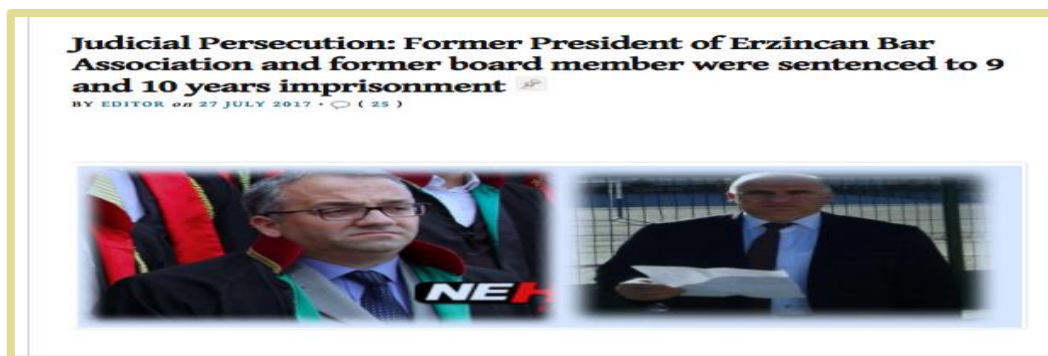 Judicial Persecution: Former President of Erzincan Bar
Association and former board member were sentenced to 9
and 10 years imprisonment
BY EDITOR on 27 JULY 2017 • ( 25 )
NE